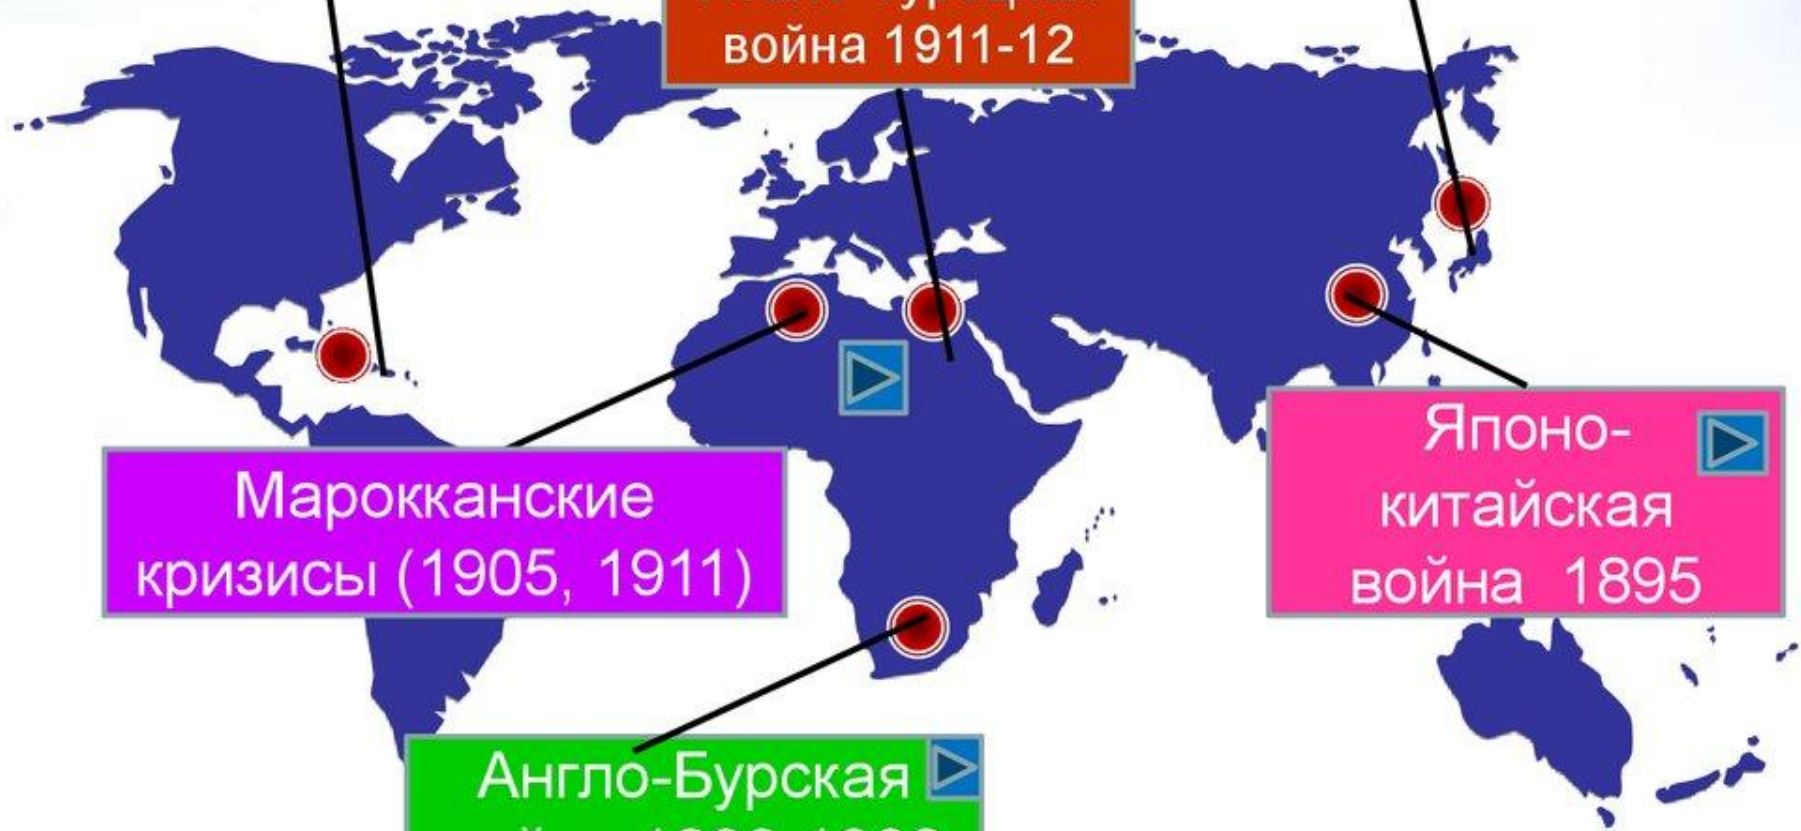 война 1911-12
Марокканские
кризисы (1905, 1911)
Японо-
китайская
война 1895
Англо-Бурская